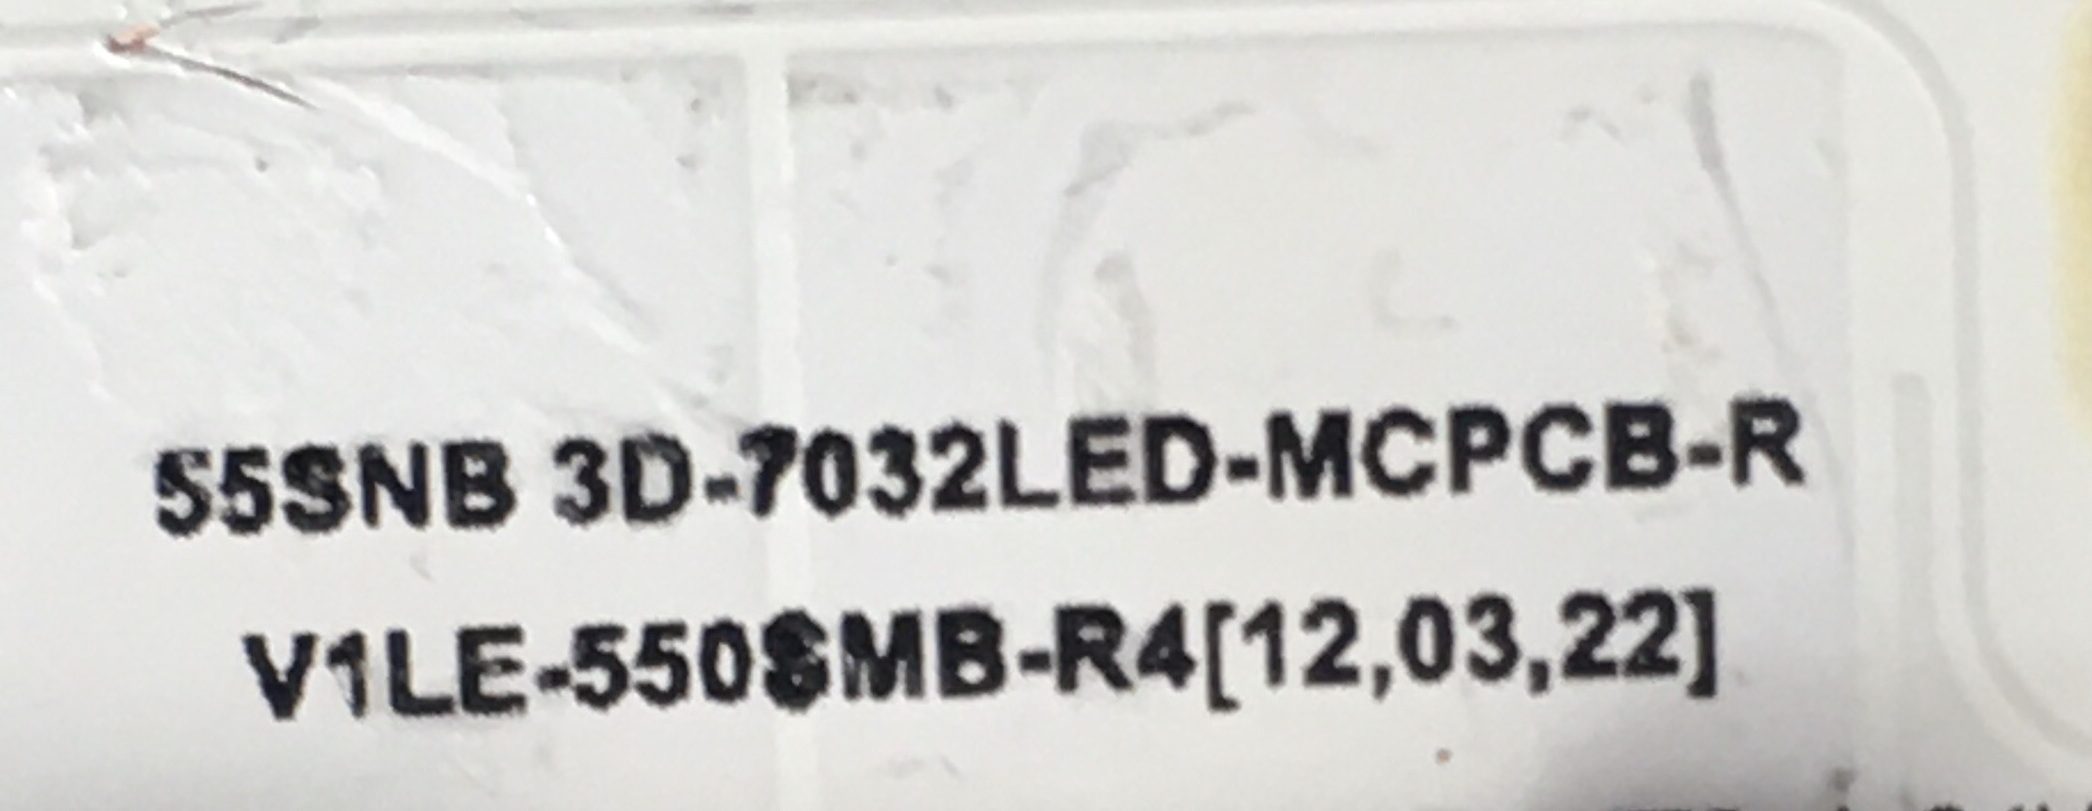 55SNB 3D-7032LED-MCPCB-R
V1LE-550SMB-R4[12,03,22]